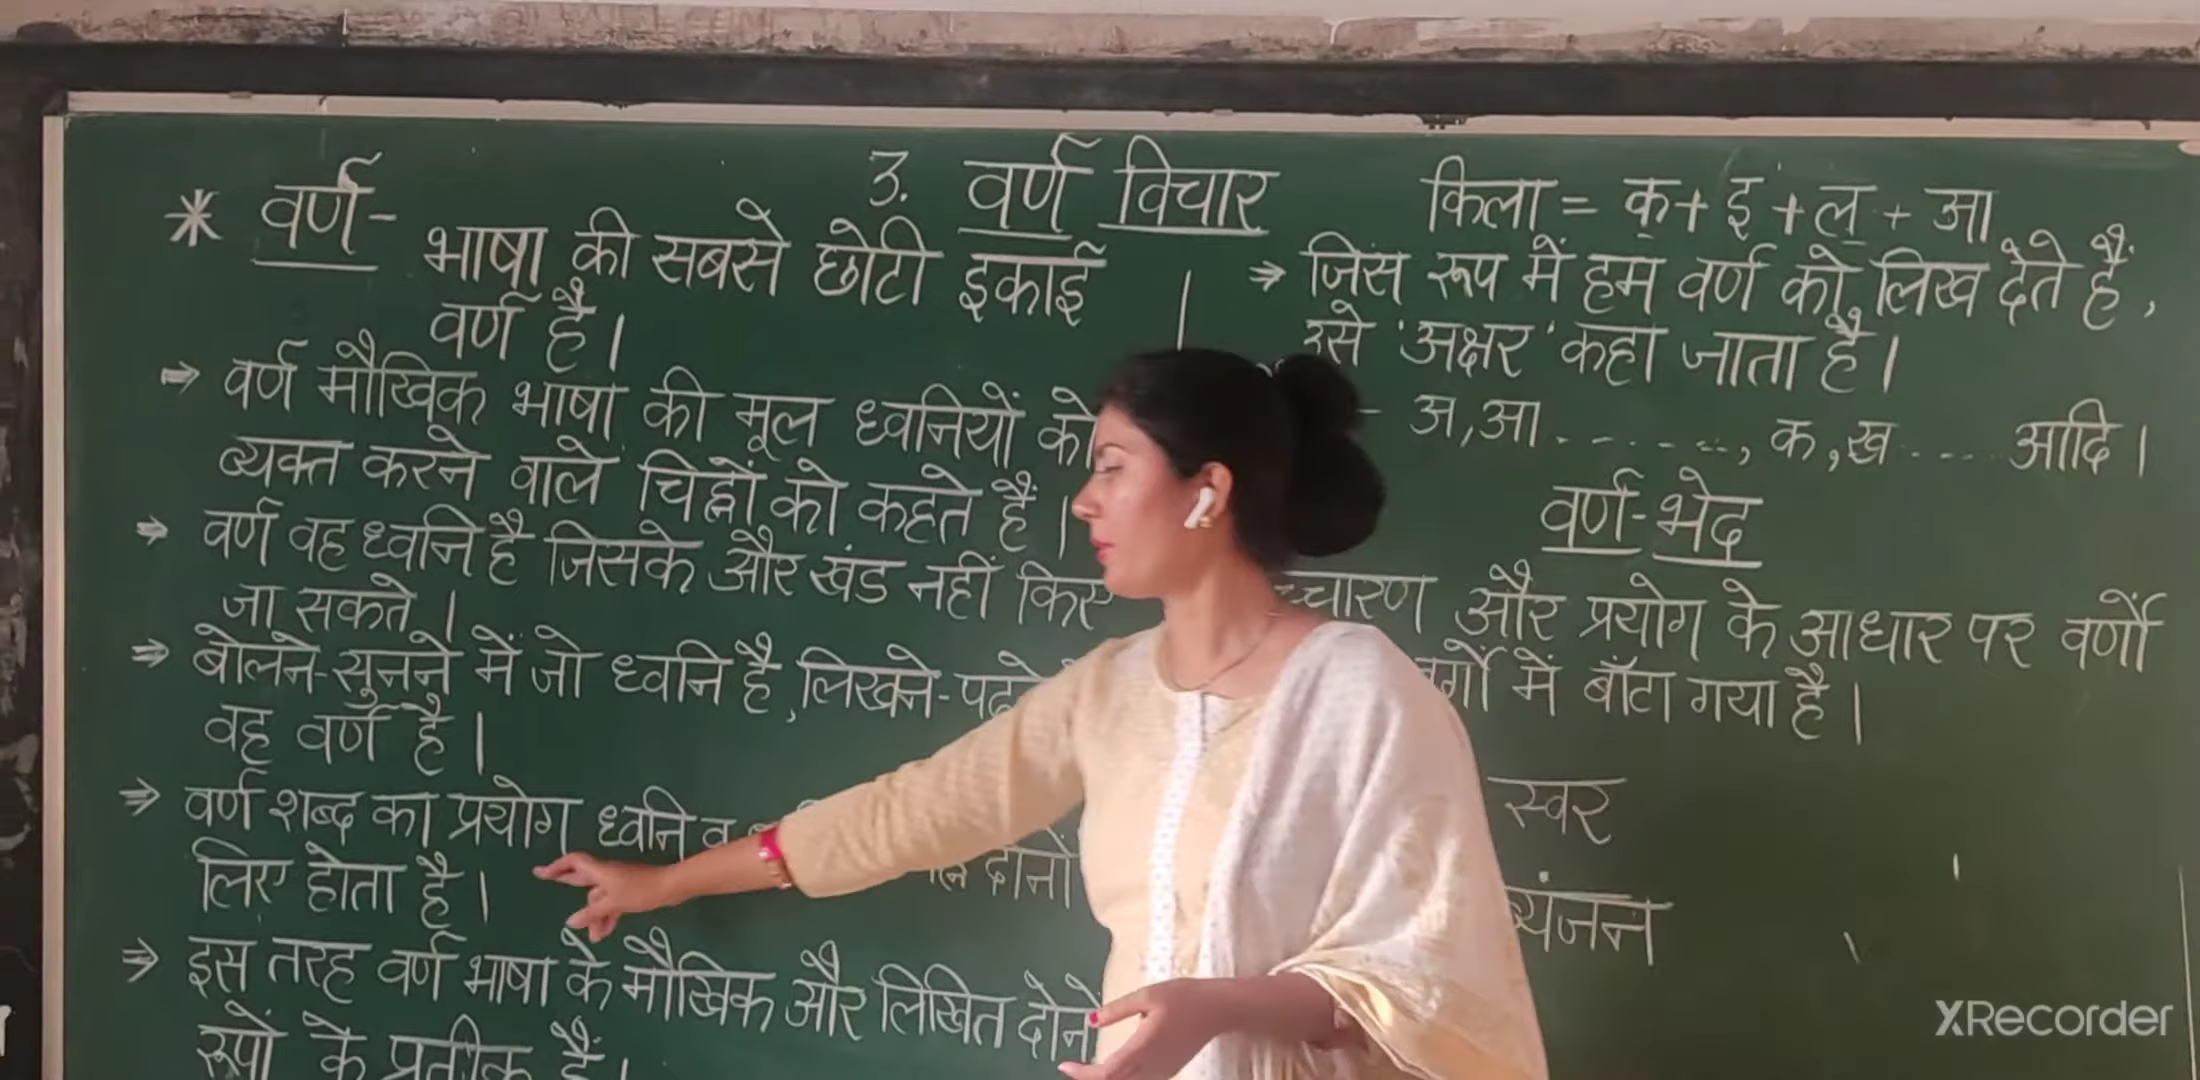 3. वर्ण विचार
* वर्ण-
भाषा की सबसे छोटी इकाई
वर्ण है।
⇒ वर्ण मौखिक भाषा की मूल ध्वनियों को
व्यक्त करने वाले चिह्नों को कहते हैं।
⇒ वर्ण वह ध्वनि है जिसके और खंड नहीं किए
जा सकते।
⇒ बोलने-सुनने में जो ध्वनि है, लिखने-
वह वर्ण है।
⇒ वर्ण शब्द का प्रयोग ध्वनि व दोनों
लिए होता है।
⇒ इस तरह वर्ण भाषा के मौखिक और लिखित दोनों
रूपों के प्रतीक हैं।
किला = क् + इ + ल् + आ
⇒ जिस रूप में हम वर्ण को लिख देते हैं,
उसे 'अक्षर' कहा जाता है।
- अ, आ ......, क, ख .... आदि।
वर्ण-भेद
और प्रयोग के आधार पर वर्णों
में बाँटा गया है।
स्वर
व्यंजन
XRecorder